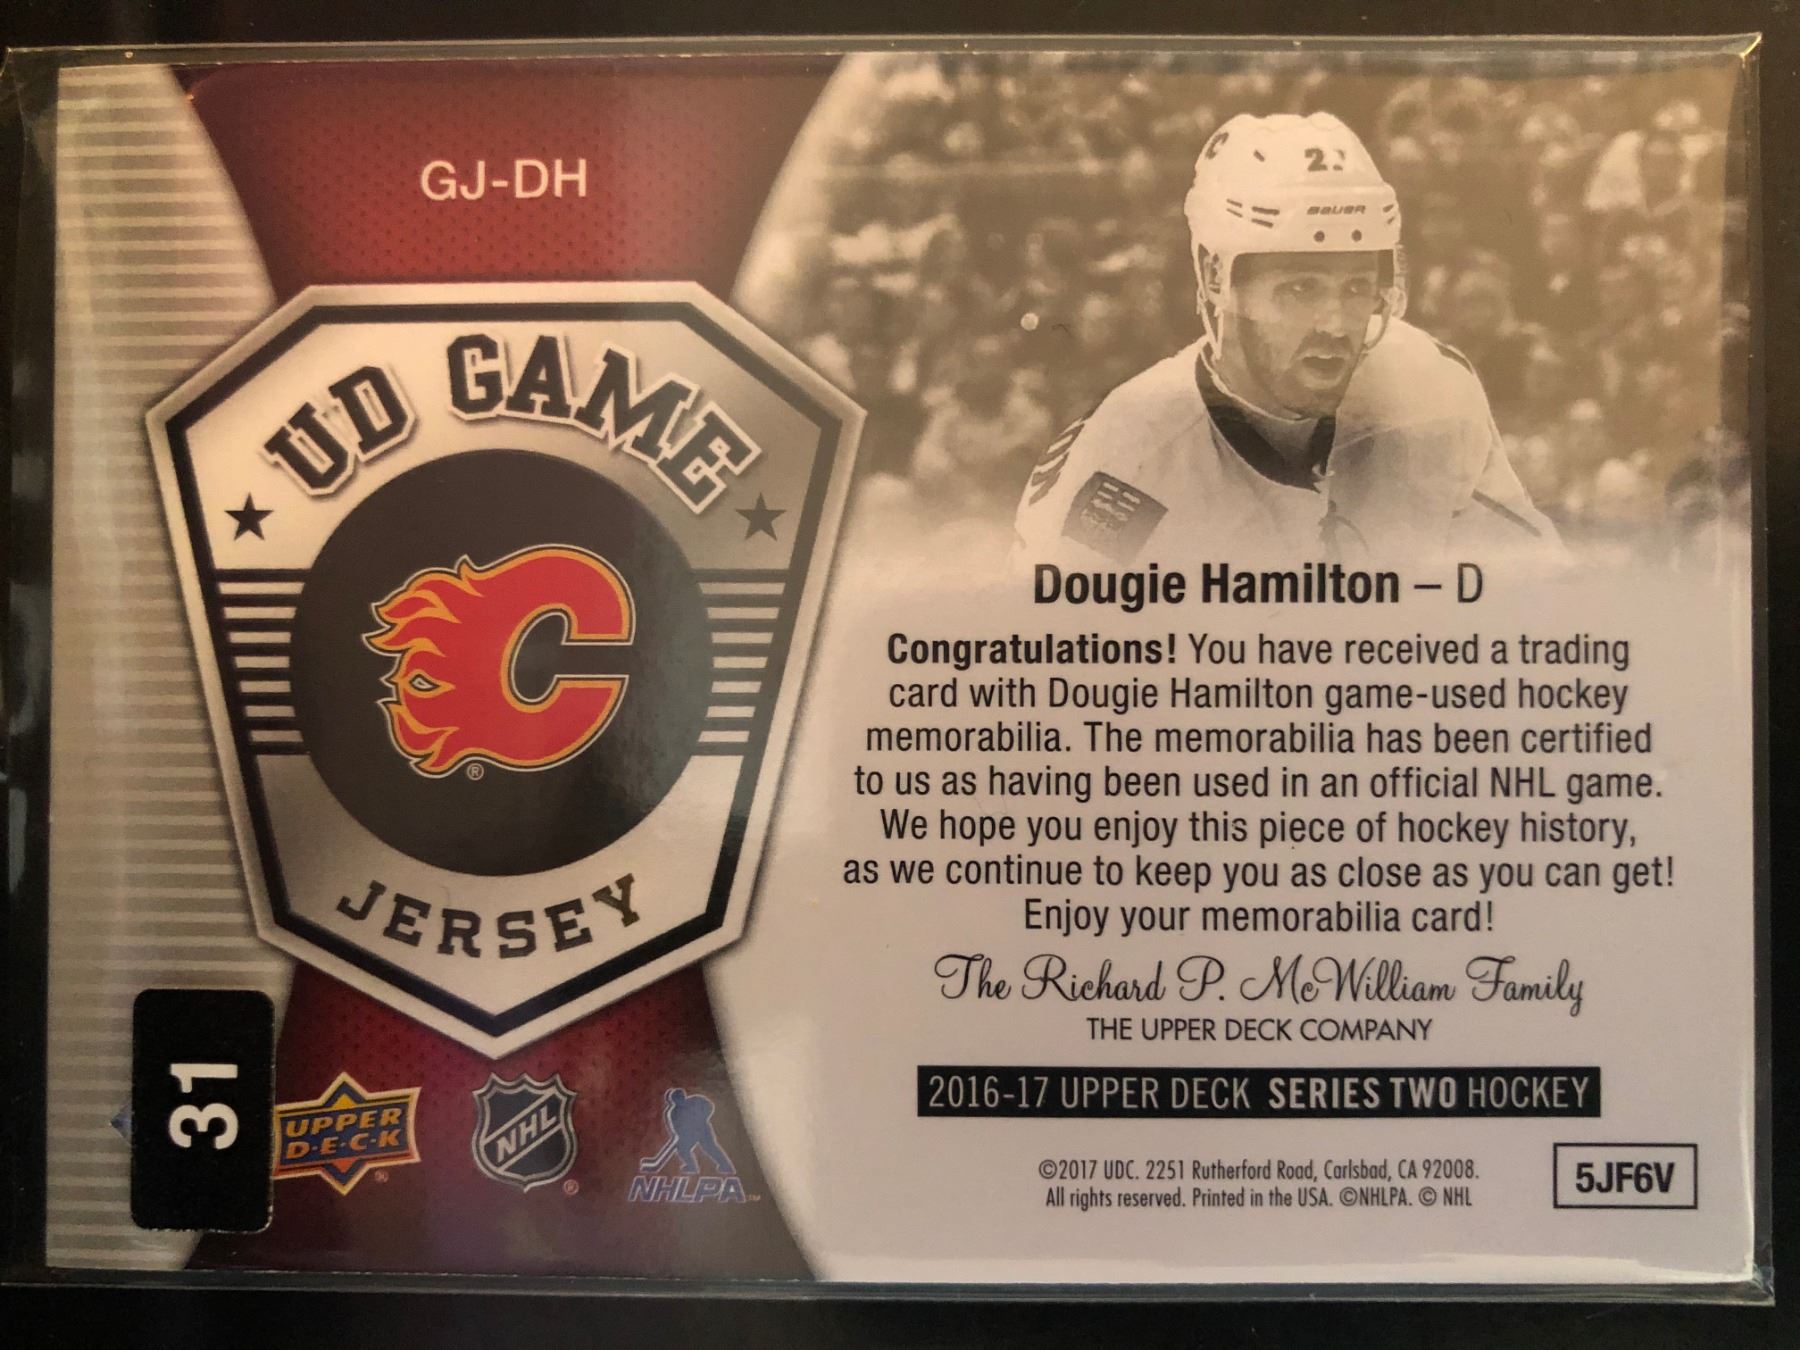 GJ-DH
UD GAME
JERSEY
®
31
UPPER
D·E·C·K
®
NHL
®
NHLPA
BAUER
Dougie Hamilton – D
Congratulations! You have received a trading
card with Dougie Hamilton game-used hockey
memorabilia. The memorabilia has been certified
to us as having been used in an official NHL game.
We hope you enjoy this piece of hockey history,
as we continue to keep you as close as you can get!
Enjoy your memorabilia card!
The Richard P. McWilliam Family
THE UPPER DECK COMPANY
2016-17 UPPER DECK SERIES TWO HOCKEY
©2017 UDC. 2251 Rutherford Road, Carlsbad, CA 92008.
All rights reserved. Printed in the USA. ©NHLPA. © NHL
5JF6V